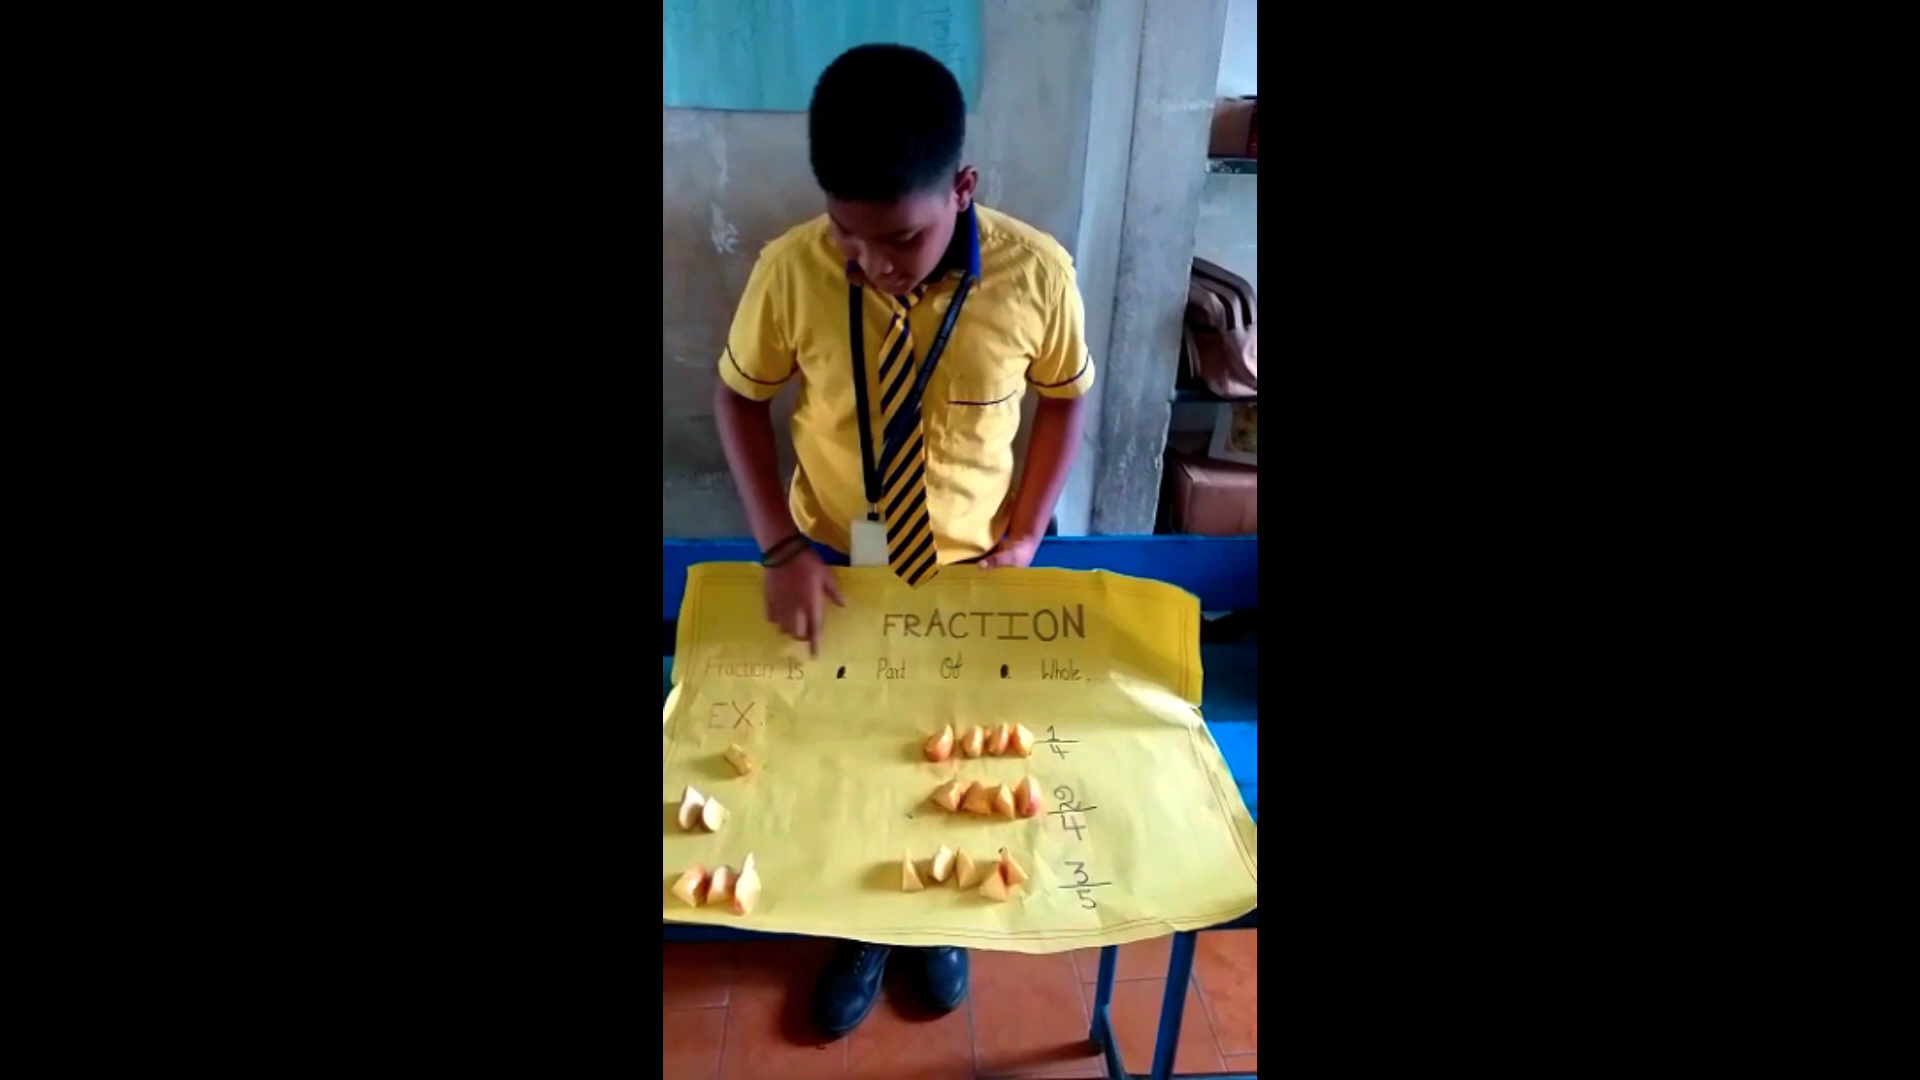 FRACTION
Fraction Is a Part Of a Whole.
EX:-
1/4
2/4
3/5